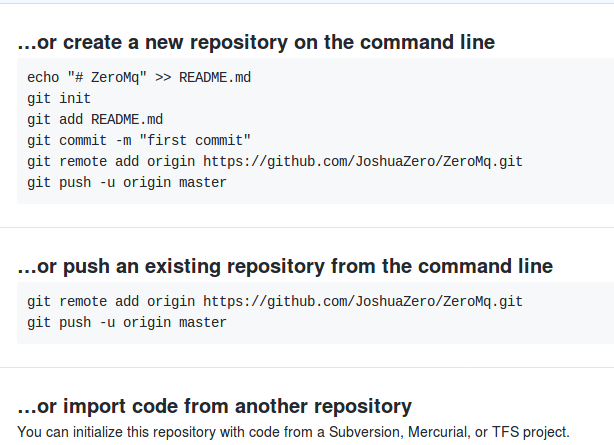 ...or create a new repository on the command line
echo "# ZeroMq" >> README.md
git init
git add README.md
git commit -m "first commit"
git remote add origin https://github.com/JoshuaZero/ZeroMq.git
git push -u origin master
...or push an existing repository from the command line
git remote add origin https://github.com/JoshuaZero/ZeroMq.git
git push -u origin master
...or import code from another repository
You can initialize this repository with code from a Subversion, Mercurial, or TFS project.